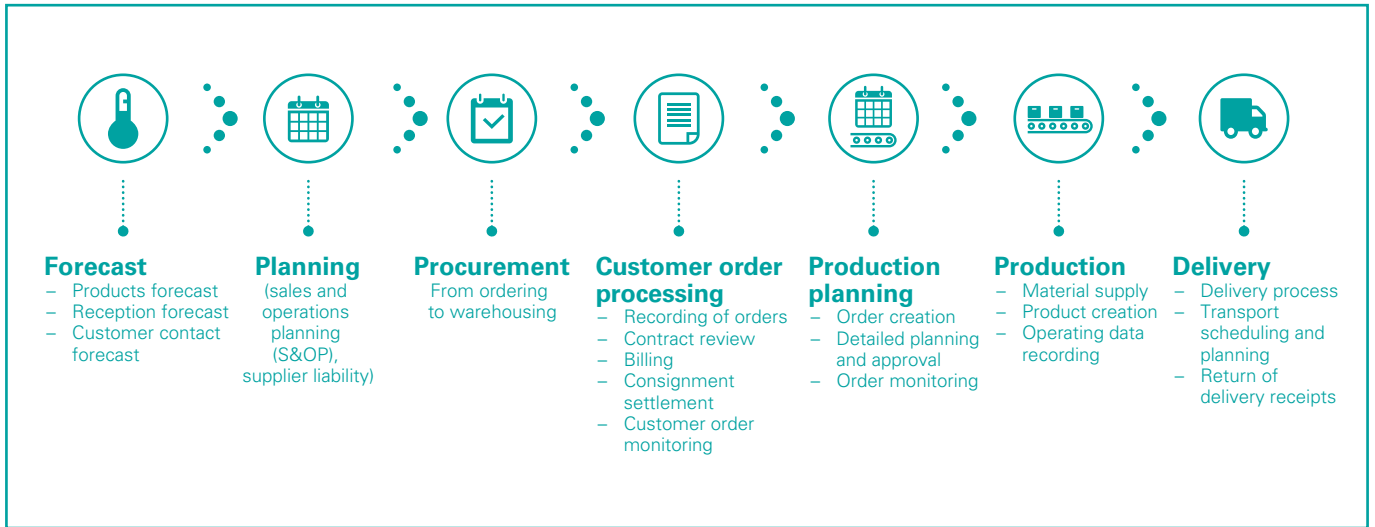 Forecast
– Products forecast
– Reception forecast
– Customer contact
forecast
Planning
(sales and
operations
planning
(S&OP),
supplier liability)
Procurement
From ordering
to warehousing
Customer order
processing
– Recording of orders
– Contract review
– Billing
– Consignment
settlement
– Customer order
monitoring
Production
planning
– Order creation
– Detailed planning
and approval
– Order monitoring
Production
– Material supply
– Product creation
– Operating data
recording
Delivery
– Delivery process
– Transport
scheduling and
planning
– Return of
delivery receipts